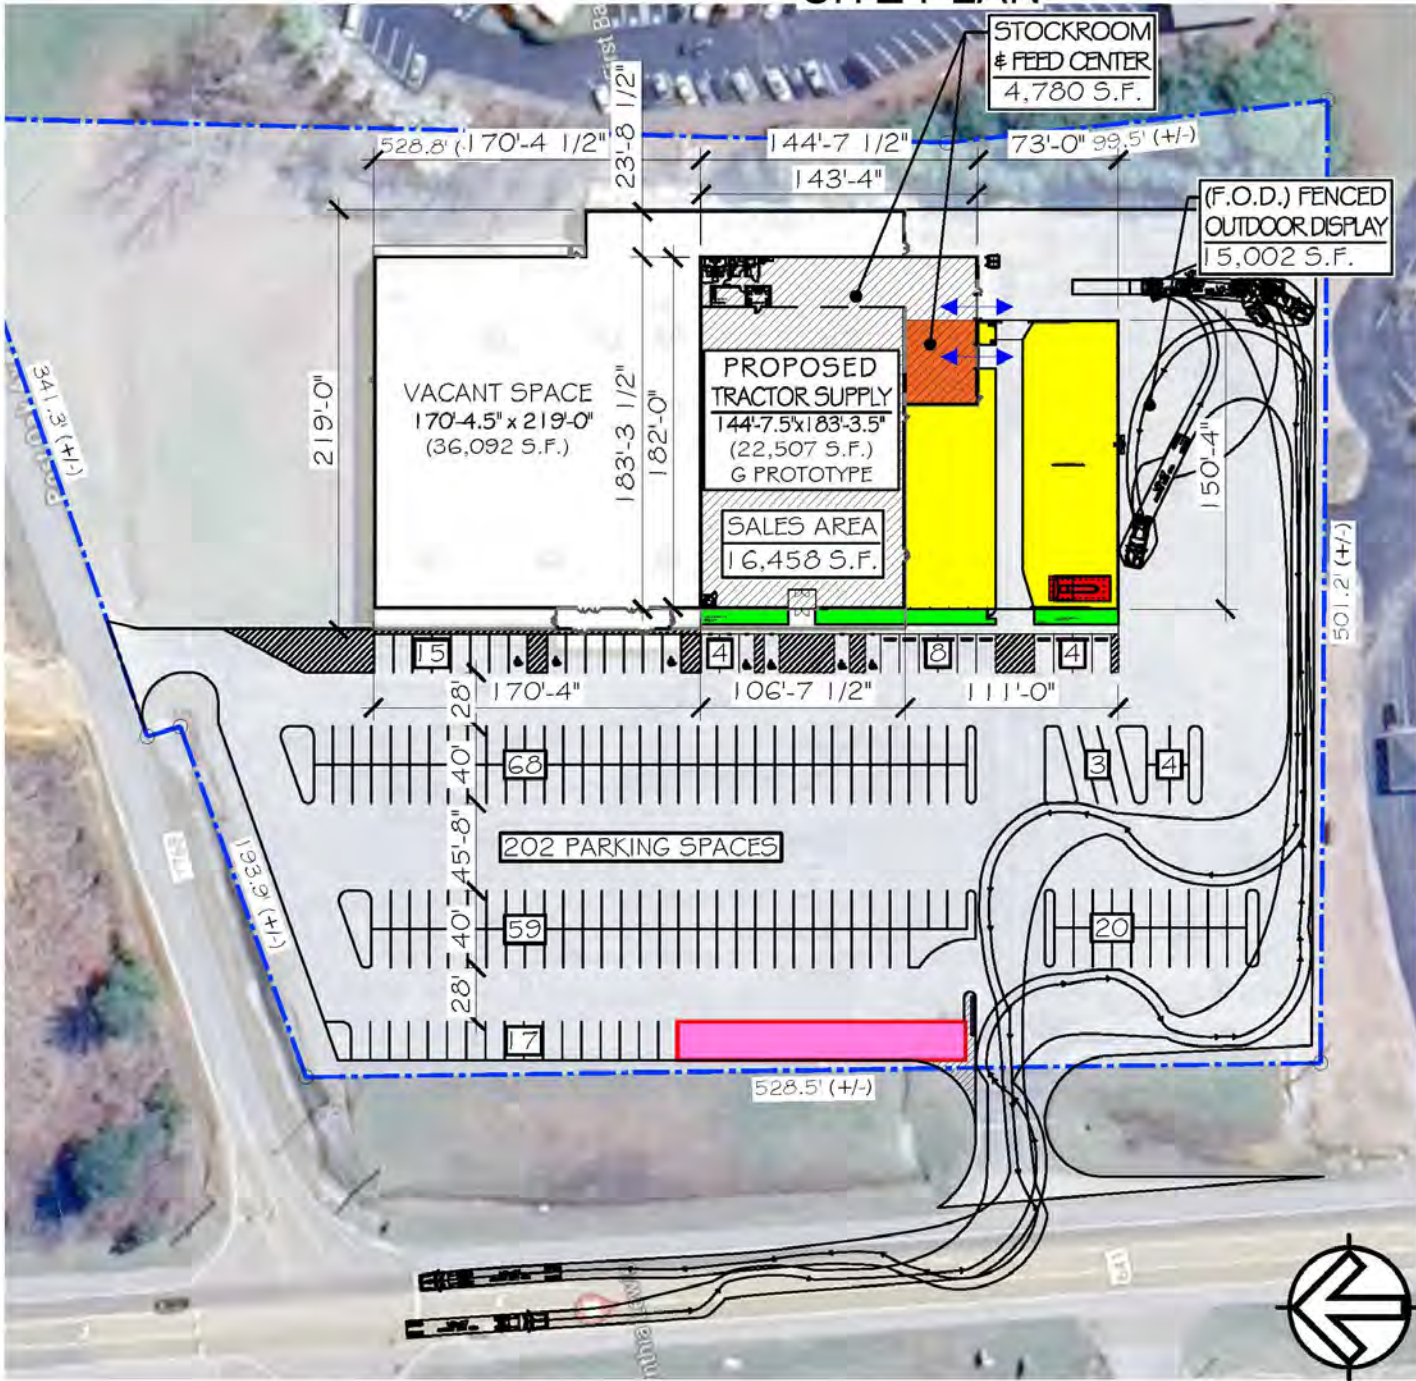 SITE PLAN
STOCKROOM
& FEED CENTER
4,780 S.F.
528.8' (
170'-4 1/2"
23'-8 1/2"
144'-7 1/2"
73'-0"
99.5' (+/-)
143'-4"
(F.O.D.) FENCED
OUTDOOR DISPLAY
15,002 S.F.
341.3' (+/-)
219'-0"
VACANT SPACE
170'-4.5" x 219'-0"
(36,092 S.F.)
183'-3 1/2"
182'-0"
PROPOSED
TRACTOR SUPPLY
144'-7.5"x183'-3.5"
(22,507 S.F.)
G PROTOTYPE
150'-4"
SALES AREA
16,458 S.F.
501.2' (+/-)
15
4
8
4
170'-4"
106'-7 1/2"
111'-0"
28'
40'
68
3
4
45'-8"
202 PARKING SPACES
193.9' (+/-)
40'
59
20
28'
17
528.5' (+/-)